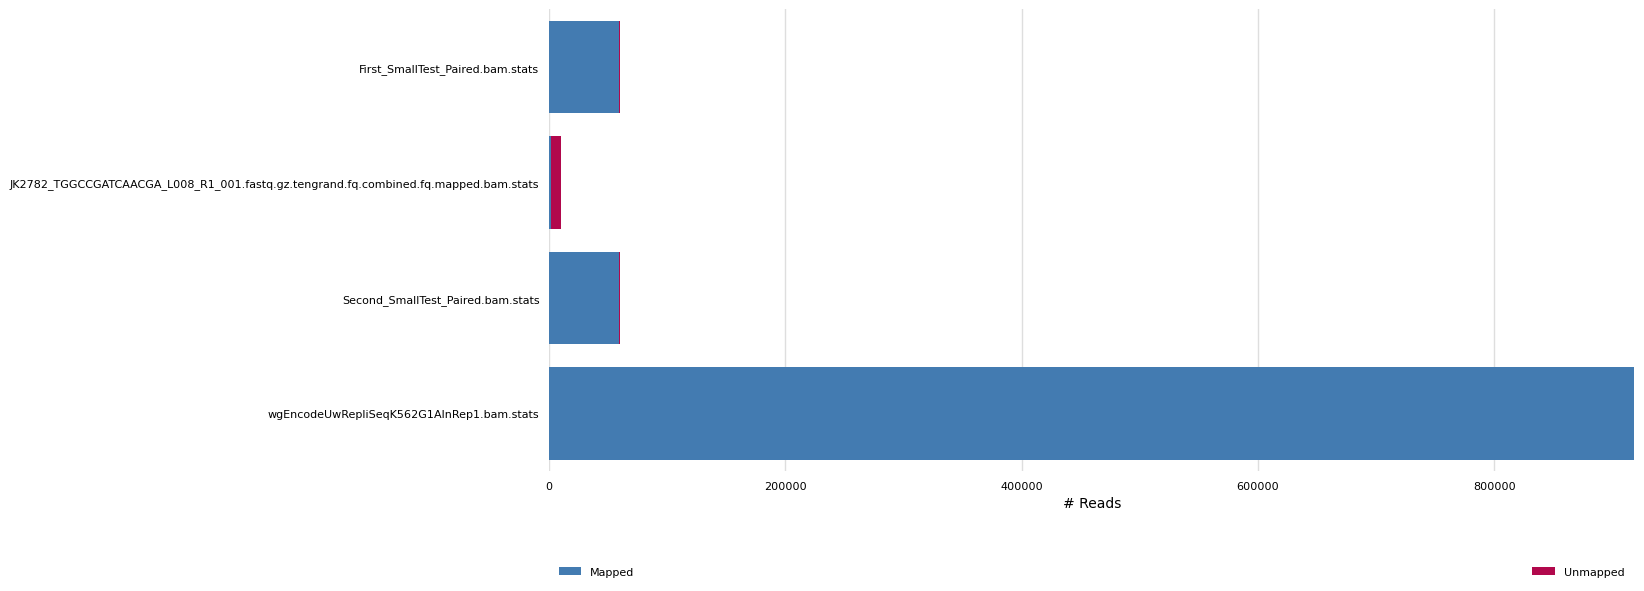 First_SmallTest_Paired.bam.stats
JK2782_TGGCCGATCAACGA_L008_R1_001.fastq.gz.tengrand.fq.combined.fq.mapped.bam.stats
Second_SmallTest_Paired.bam.stats
wgEncodeUwRepliSeqK562G1AlnRep1.bam.stats
0 200000 400000 600000 800000
# Reads
Mapped Unmapped